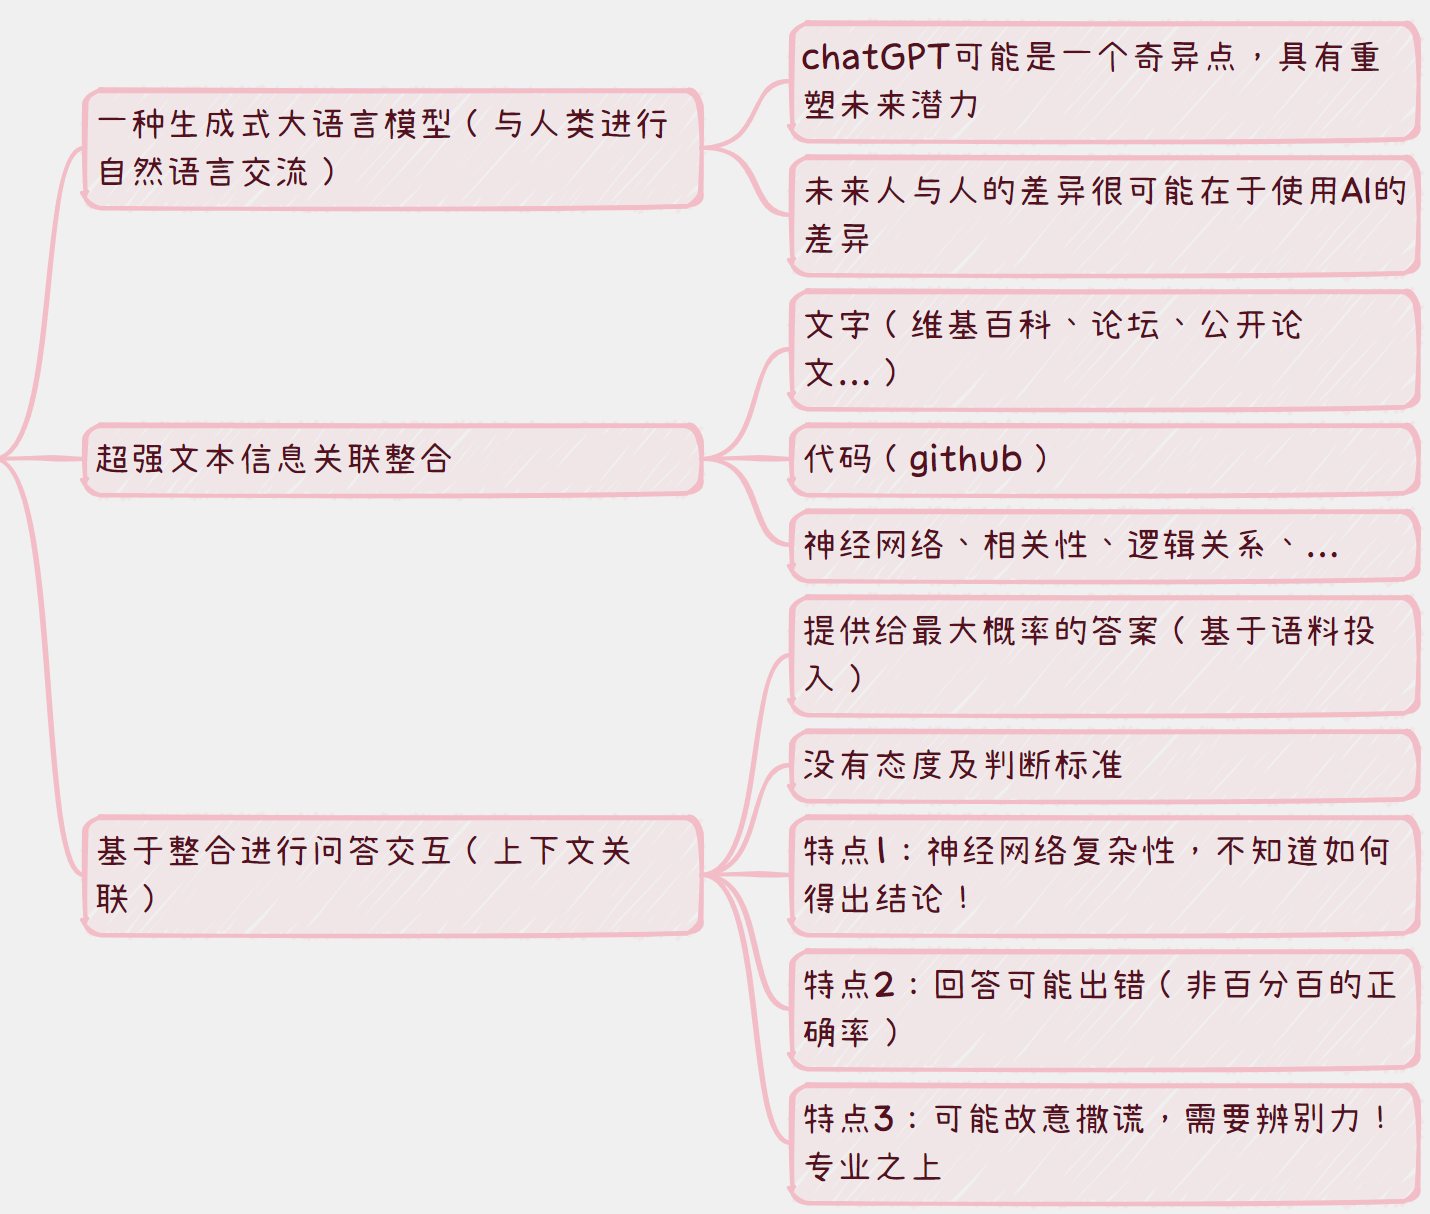 一种生成式大语言模型（与人类进行
自然语言交流）
chatGPT可能是一个奇异点，具有重
塑未来潜力
未来人与人的差异很可能在于使用AI的
差异
超强文本信息关联整合
文字（维基百科、论坛、公开论
文...）
代码（github）
神经网络、相关性、逻辑关系、...
基于整合进行问答交互（上下文关
联）
提供给最大概率的答案（基于语料投
入）
没有态度及判断标准
特点1：神经网络复杂性，不知道如何
得出结论！
特点2：回答可能出错（非百分百的正
确率）
特点3：可能故意撒谎，需要辨别力！
专业之上